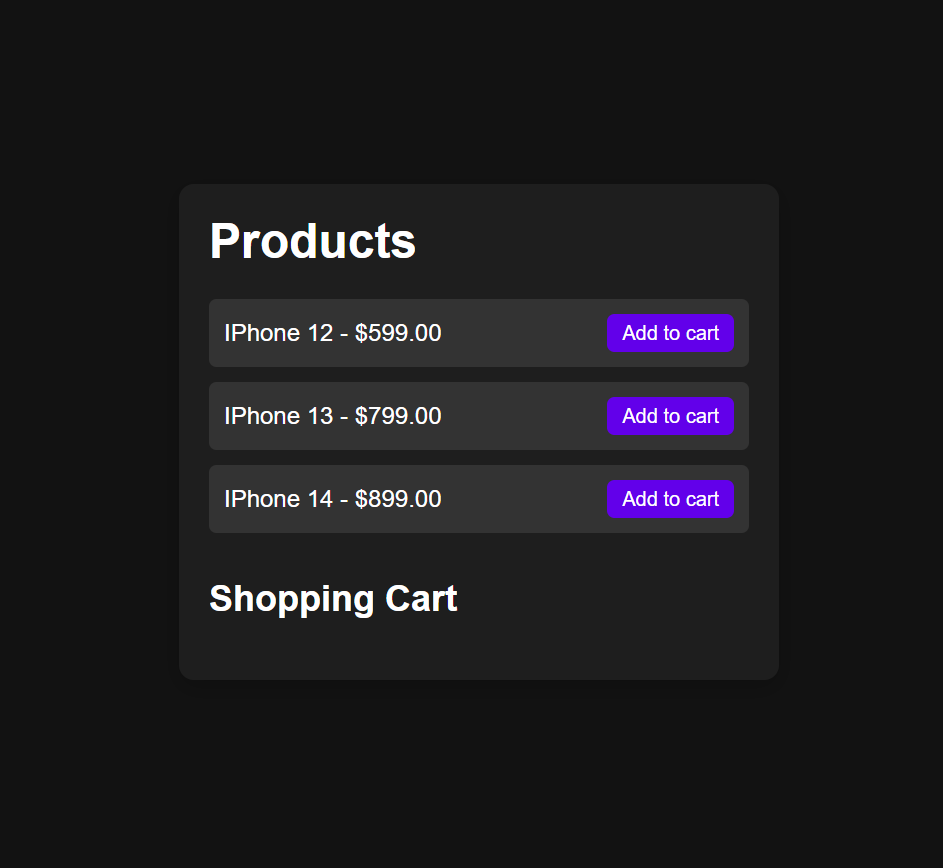 Products
IPhone 12 - $599.00 Add to cart
IPhone 13 - $799.00 Add to cart
IPhone 14 - $899.00 Add to cart
Shopping Cart